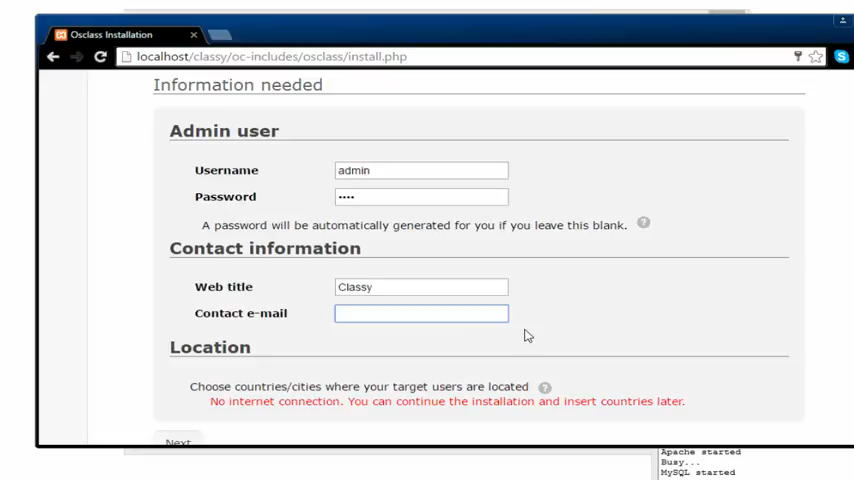 Osclass Installation
localhost/classy/oc-includes/osclass/install.php
Information needed
Admin user
Username admin
Password ••••
A password will be automatically generated for you if you leave this blank. ?
Contact information
Web title Classy
Contact e-mail
Location
Choose countries/cities where your target users are located ?
No internet connection. You can continue the installation and insert countries later.
Next
Apache started
Busy...
MySQL started